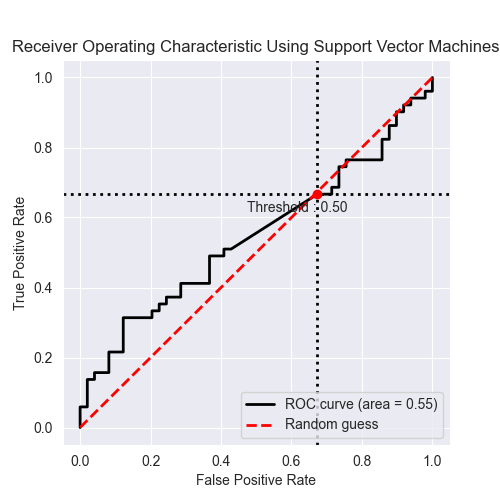 Receiver Operating Characteristic Using Support Vector Machines
1.0
0.8
0.6
0.4
0.2
0.0
True Positive Rate
Threshold : 0.50
ROC curve (area = 0.55)
Random guess
0.0 0.2 0.4 0.6 0.8 1.0
False Positive Rate